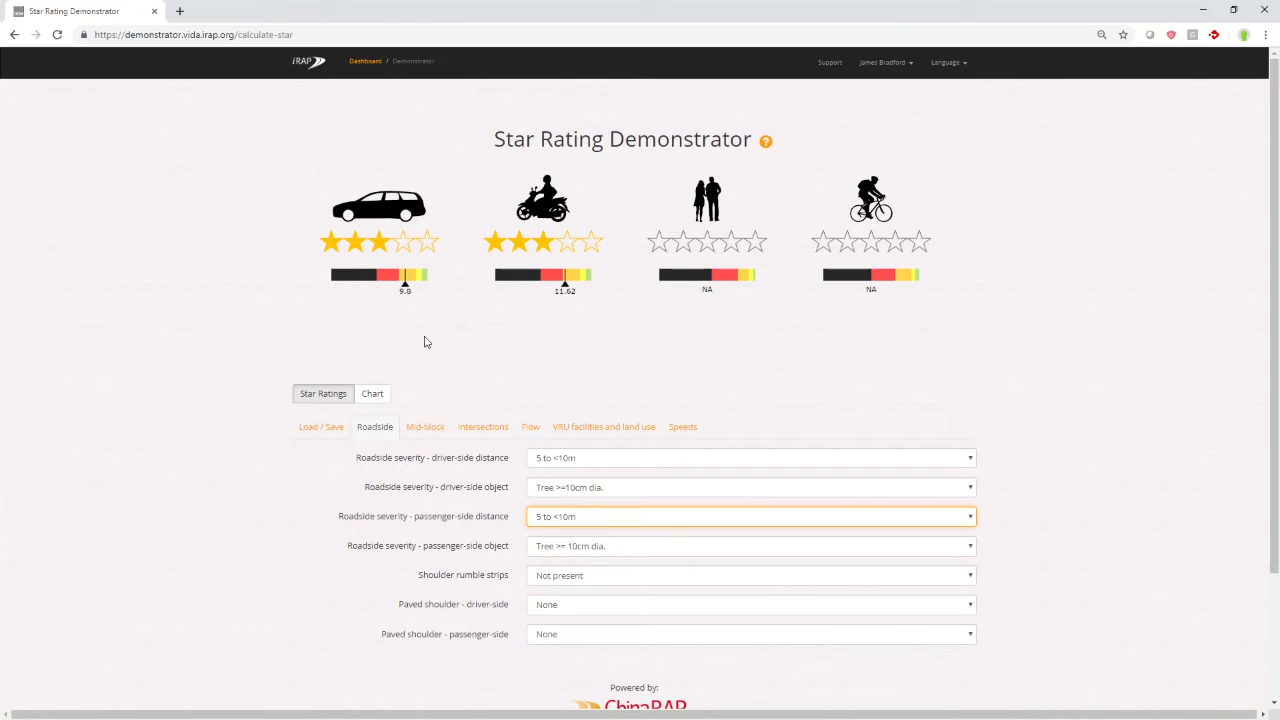 Star Rating Demonstrator
https://demonstrator.vida.irap.org/calculate-star
iRAP
Dashboard / Demonstrator
Support
James Bradford
Language
Star Rating Demonstrator ?
9.8
11.62
NA
NA
Star Ratings
Chart
Load / Save
Roadside
Mid-block
Intersections
Flow
VRU facilities and land use
Speeds
Roadside severity - driver-side distance
5 to <10m
Roadside severity - driver-side object
Tree >=10cm dia.
Roadside severity - passenger-side distance
5 to <10m
Roadside severity - passenger-side object
Tree >= 10cm dia.
Shoulder rumble strips
Not present
Paved shoulder - driver-side
None
Paved shoulder - passenger-side
None
Powered by:
ChinaRAP